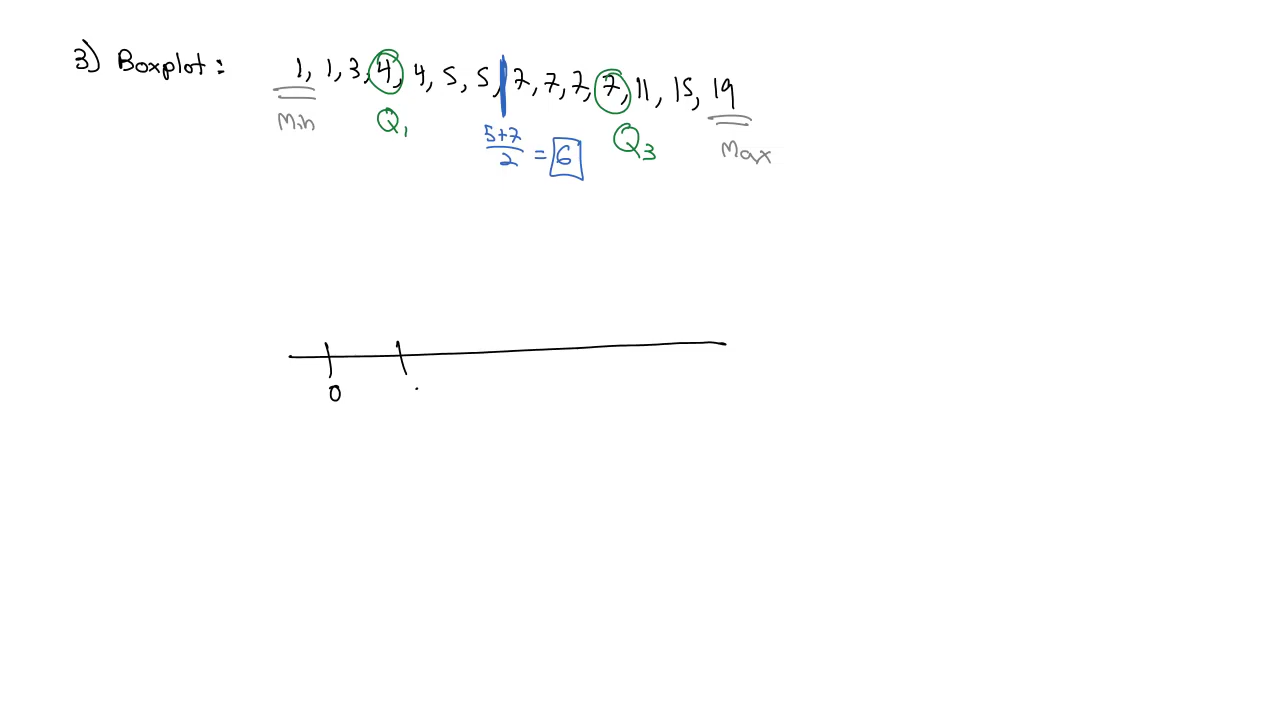 3) Boxplot: 1, 1, 3, 4, 4, 5, 5, 7, 7, 7, 7, 11, 15, 19
Min Q1 5+7/2 = 6 Q3 Max
0